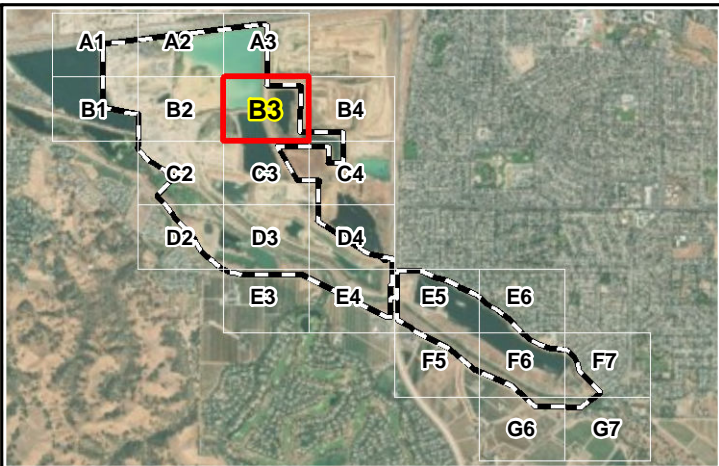 A1 A2 A3
B1 B2 B3 B4
C2 C3 C4
D2 D3 D4
E3 E4 E5 E6
F5 F6 F7
G6 G7